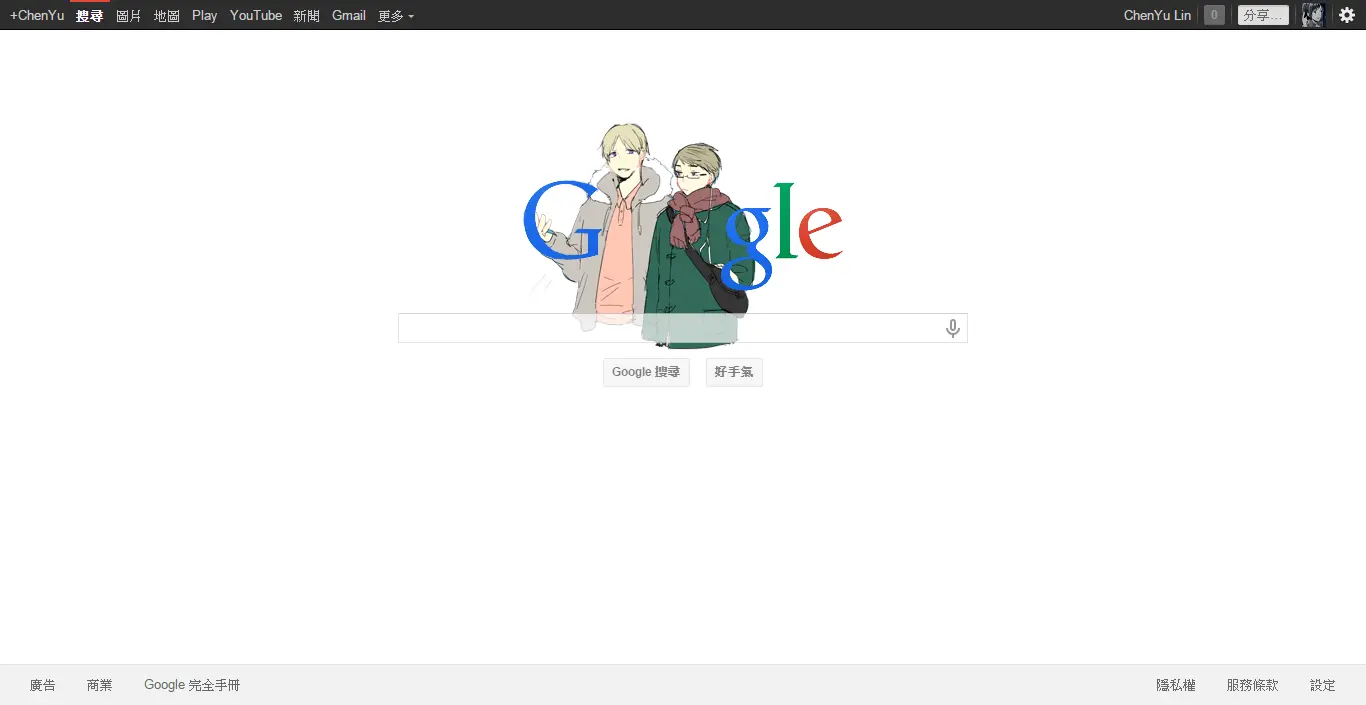 +ChenYu 搜尋 圖片 地圖 Play YouTube 新聞 Gmail 更多 ChenYu Lin 0 分享...
G gle
Google 搜尋 好手氣
廣告 商業 Google 完全手冊 隱私權 服務條款 設定